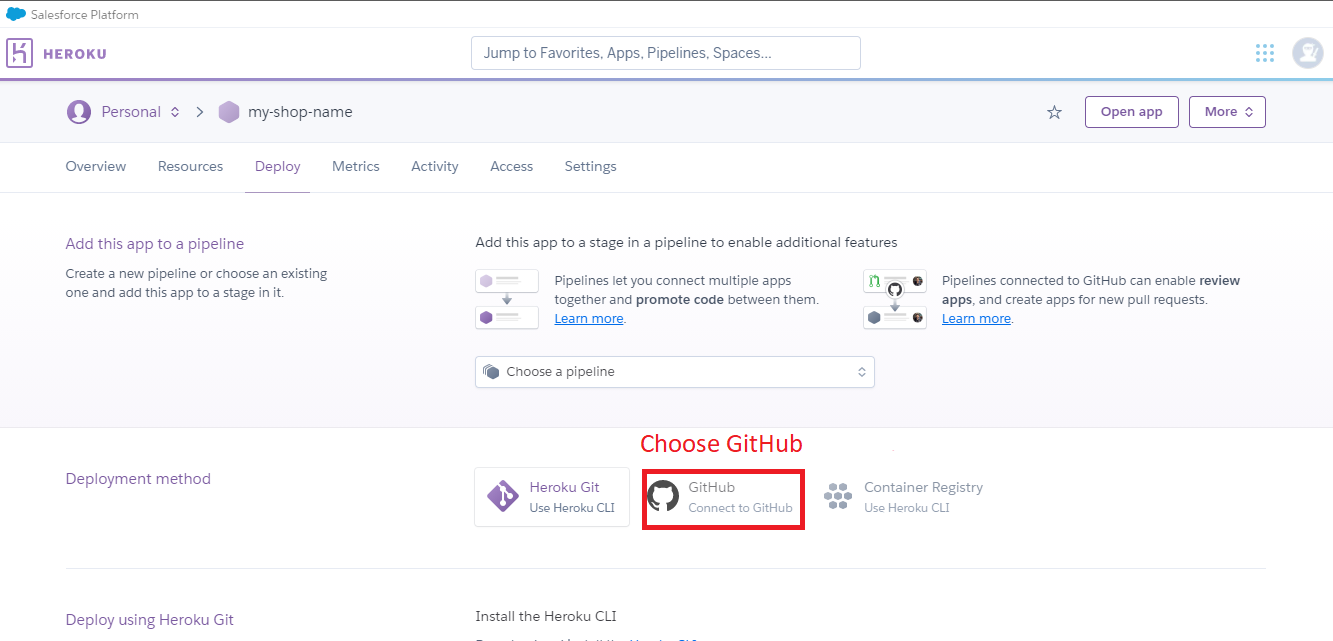 Salesforce Platform
HEROKU
Jump to Favorites, Apps, Pipelines, Spaces...
Personal
my-shop-name
Open app
More
Overview
Resources
Deploy
Metrics
Activity
Access
Settings
Add this app to a pipeline
Create a new pipeline or choose an existing
one and add this app to a stage in it.
Add this app to a stage in a pipeline to enable additional features
Pipelines let you connect multiple apps
together and promote code between them.
Learn more.
Pipelines connected to GitHub can enable review
apps, and create apps for new pull requests.
Learn more.
Choose a pipeline
Choose GitHub
Deployment method
Heroku Git
Use Heroku CLI
GitHub
Connect to GitHub
Container Registry
Use Heroku CLI
Deploy using Heroku Git
Install the Heroku CLI